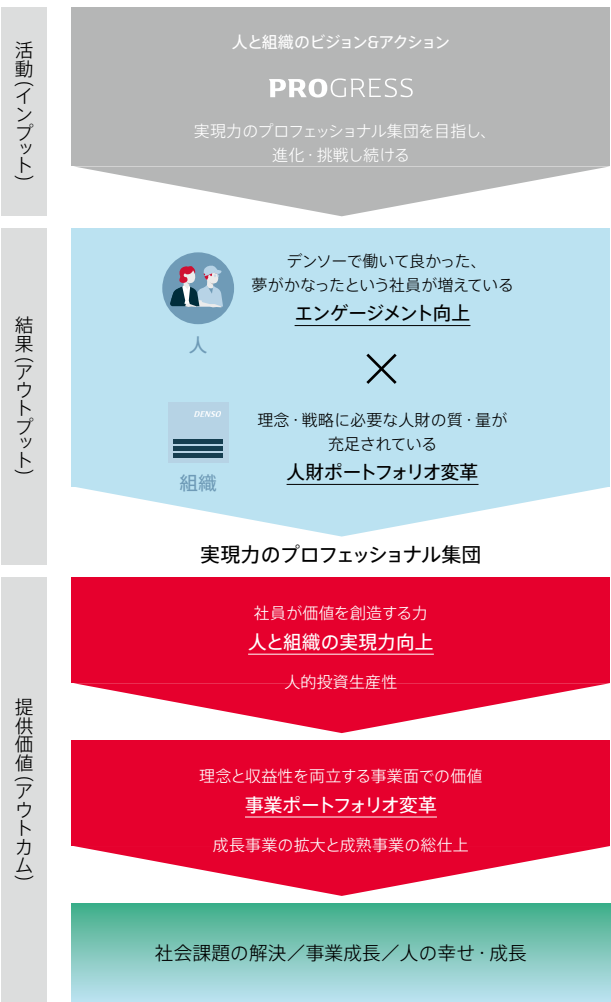 活動(インプット)
人と組織のビジョン&アクション
PROGRESS
実現力のプロフェッショナル集団を目指し、
進化・挑戦し続ける
結果(アウトプット)
デンソーで働いて良かった、
夢がかなったという社員が増えている
エンゲージメント向上
人
×
DENSO
組織
理念・戦略に必要な人財の質・量が
充足されている
人財ポートフォリオ変革
実現力のプロフェッショナル集団
提供価値(アウトカム)
社員が価値を創造する力
人と組織の実現力向上
人的投資生産性
理念と収益性を両立する事業面での価値
事業ポートフォリオ変革
成長事業の拡大と成熟事業の総仕上
社会課題の解決／事業成長／人の幸せ・成長